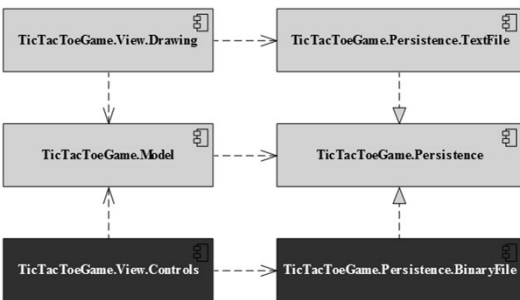 TicTacToeGame.View.Drawing
TicTacToeGame.Persistence.TextFile
TicTacToeGame.Model
TicTacToeGame.Persistence
TicTacToeGame.View.Controls
TicTacToeGame.Persistence.BinaryFile